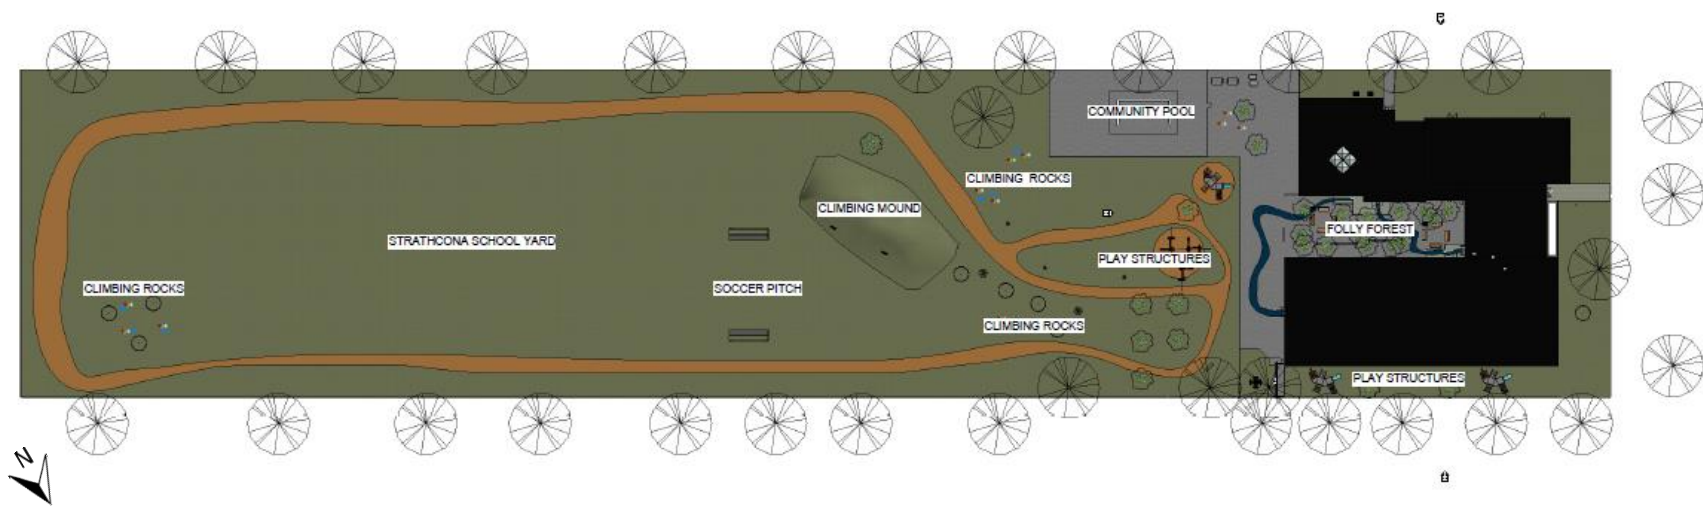 COMMUNITY POOL
CLIMBING ROCKS
CLIMBING MOUND
FOLLY FOREST
STRATHCONA SCHOOL YARD
PLAY STRUCTURES
CLIMBING ROCKS
SOCCER PITCH
CLIMBING ROCKS
PLAY STRUCTURES
N